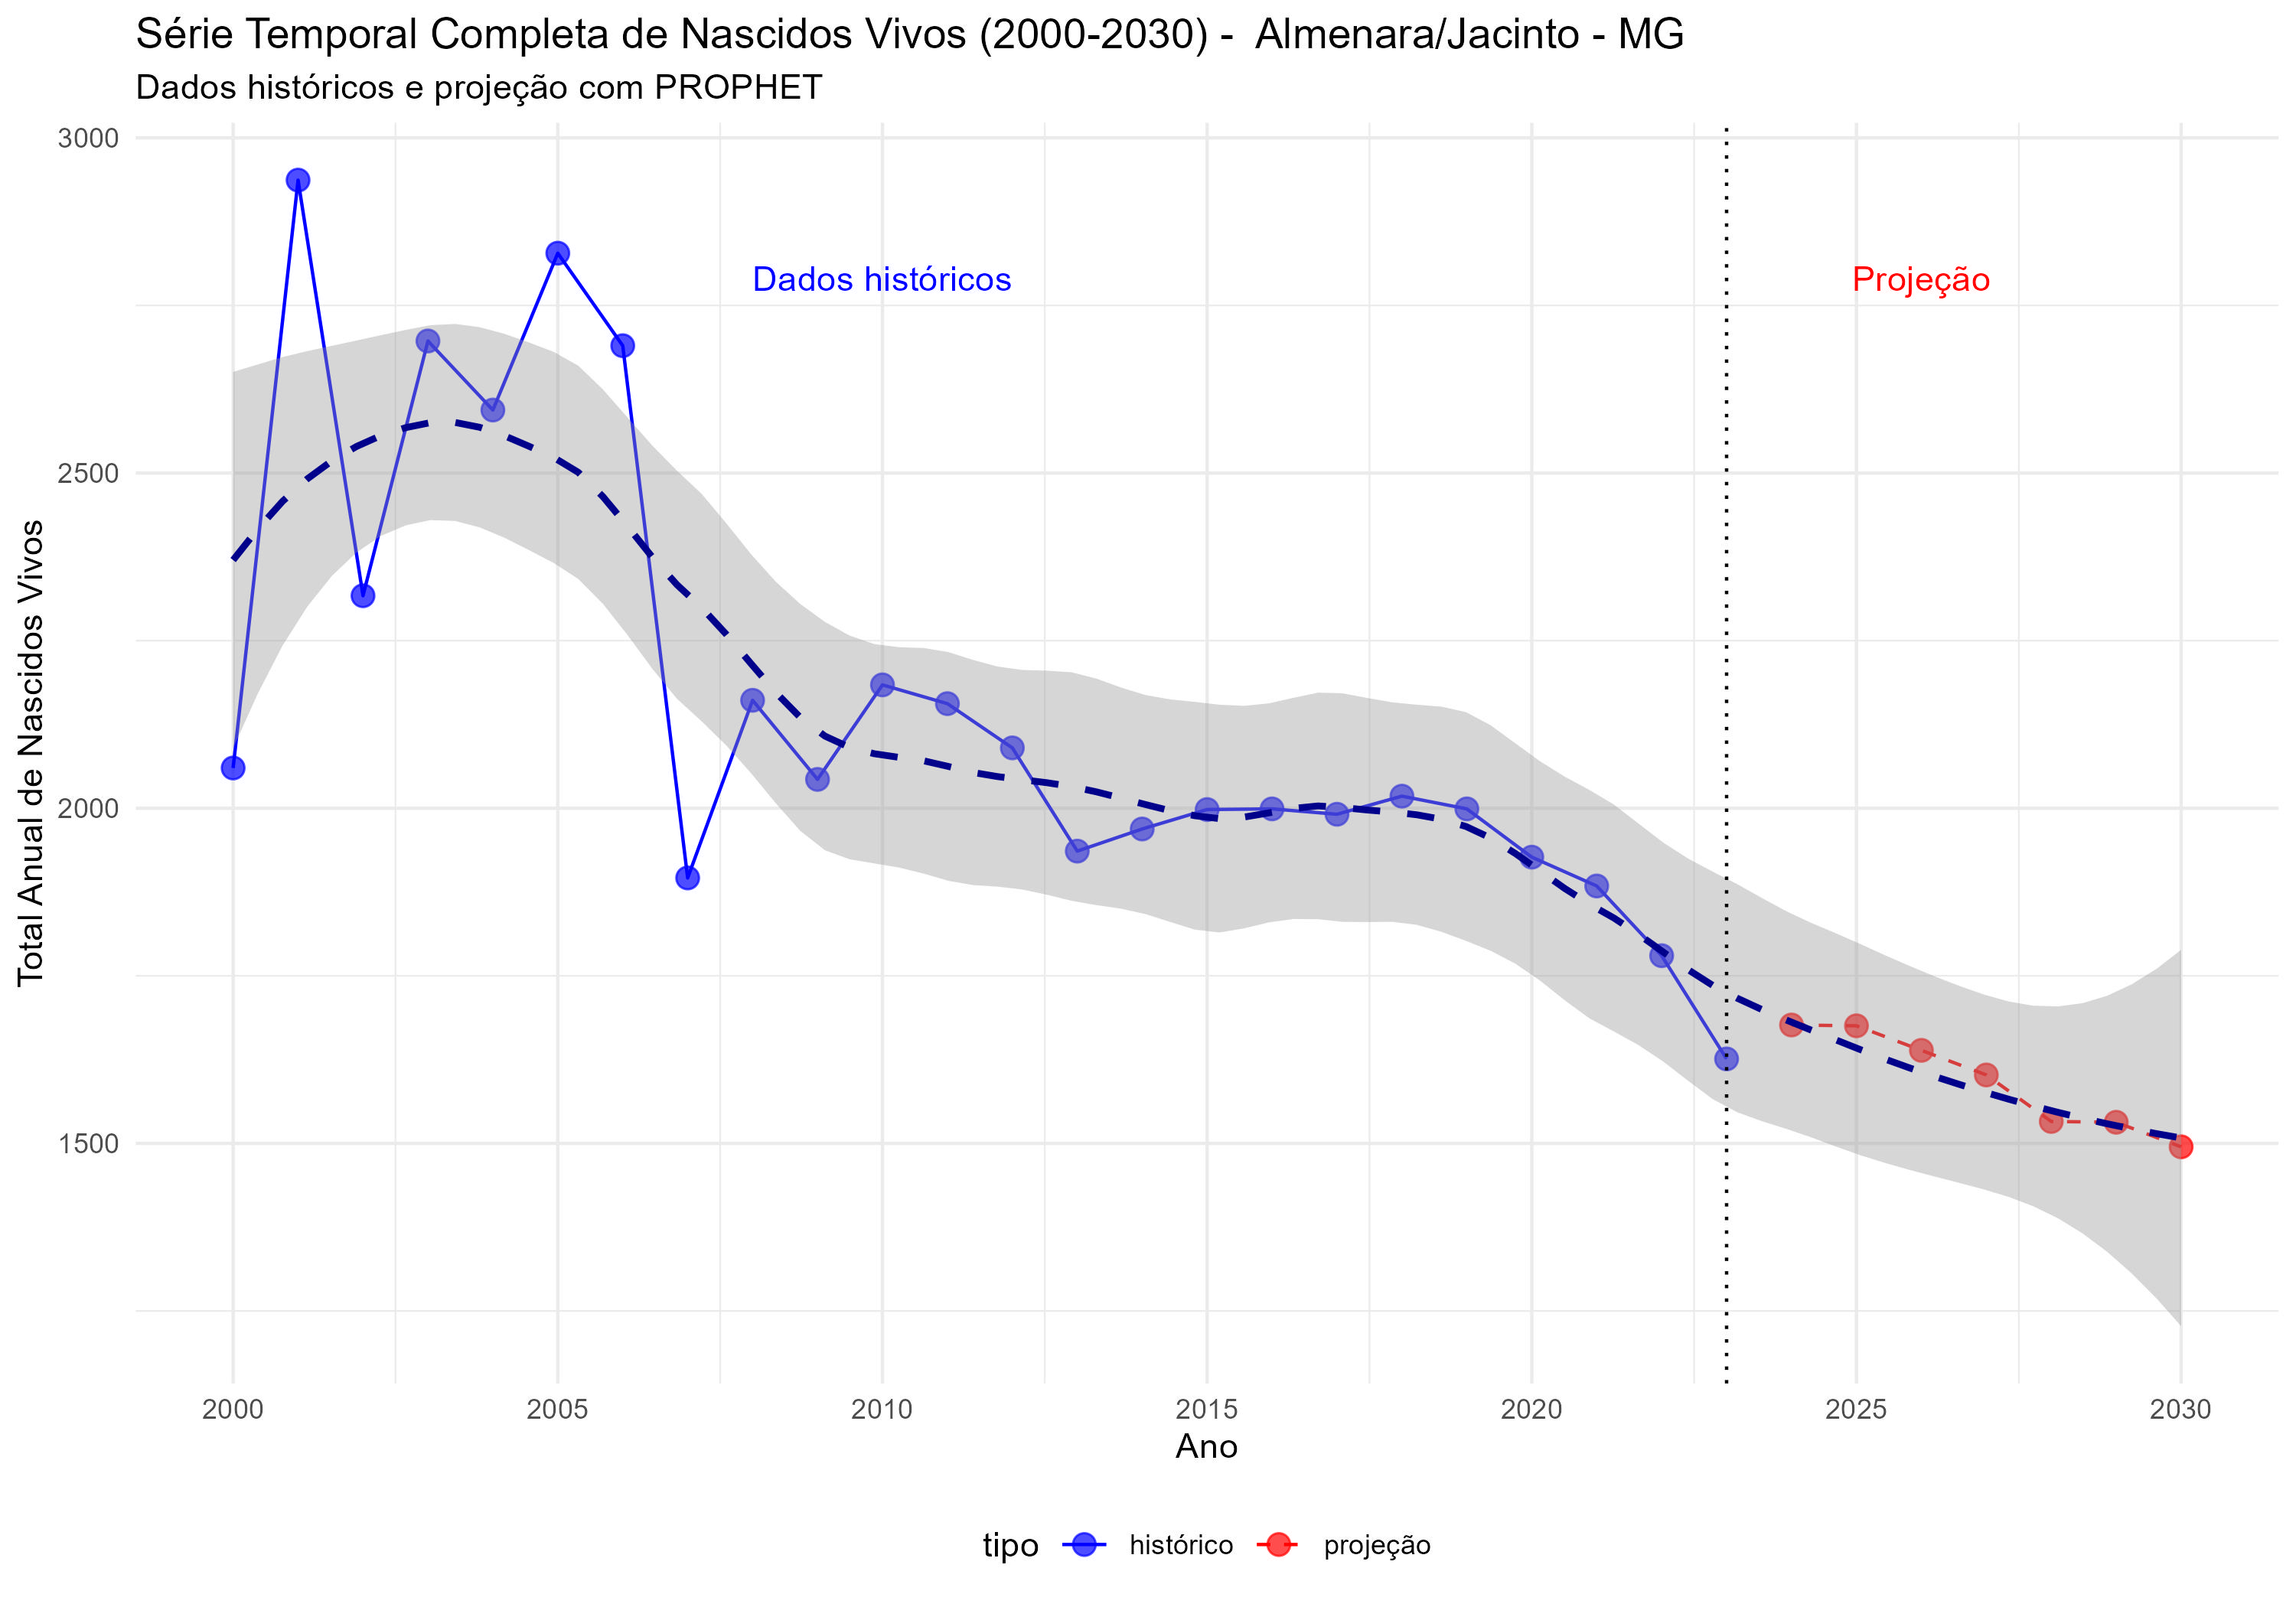 Série Temporal Completa de Nascidos Vivos (2000-2030) -  Almenara/Jacinto - MG
Dados históricos e projeção com PROPHET
Total Anual de Nascidos Vivos
3000
2500
2000
1500
Dados históricos
Projeção
2000 2005 2010 2015 2020 2025 2030
Ano
tipo histórico projeção